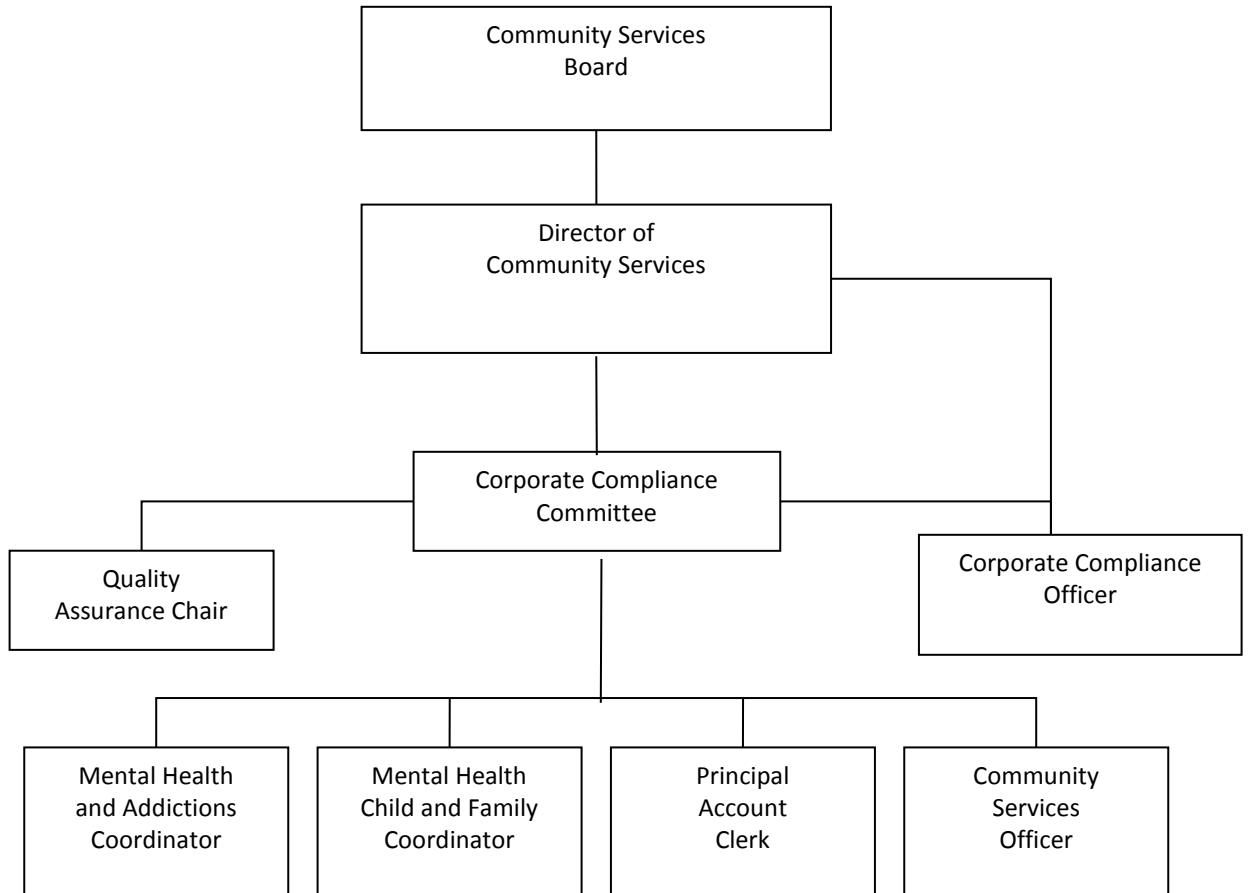 Community Services
Board
Director of
Community Services
Corporate Compliance
Committee
Quality
Assurance Chair
Corporate Compliance
Officer
Mental Health
and Addictions
Coordinator
Mental Health
Child and Family
Coordinator
Principal
Account
Clerk
Community
Services
Officer